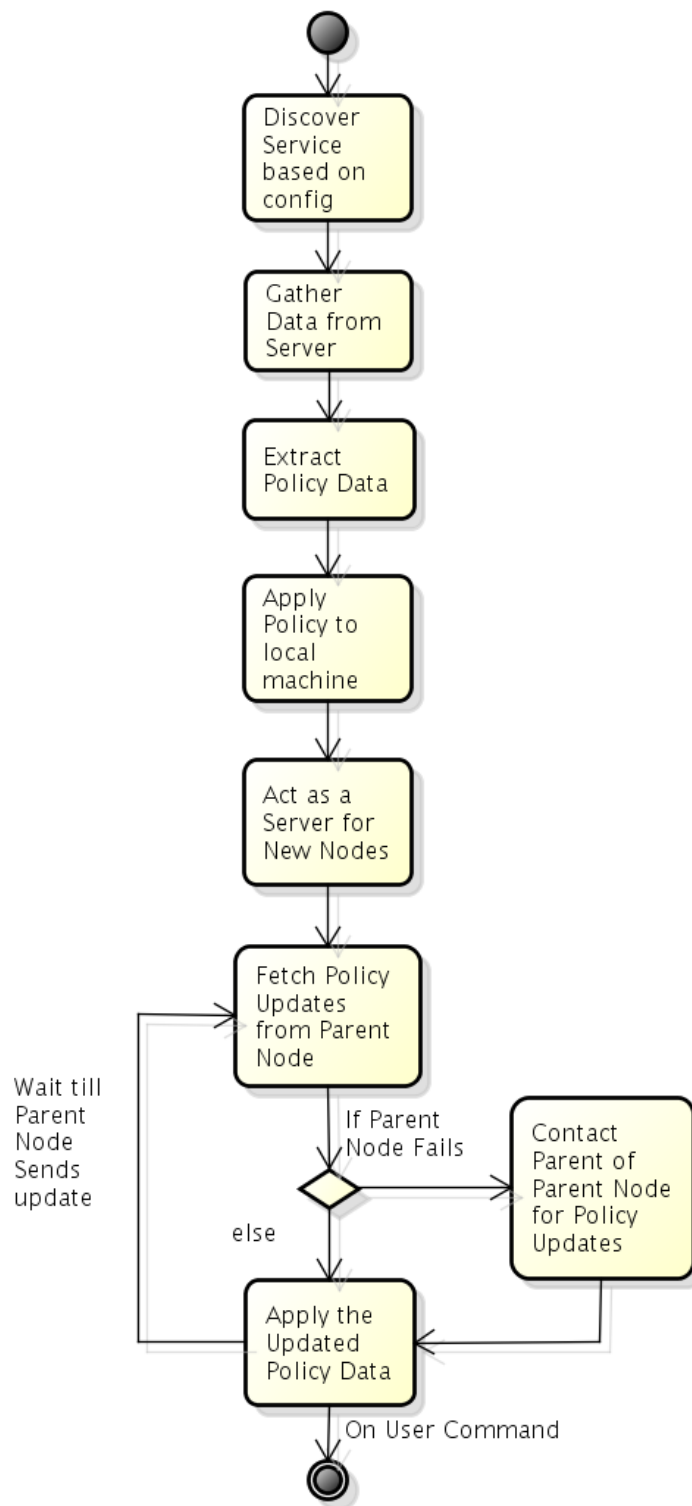 Discover
Service
based on
config
Gather
Data from
Server
Extract
Policy Data
Apply
Policy to
local
machine
Act as a
Server for
New Nodes
Fetch Policy
Updates
from Parent
Node
Wait till
Parent
Node
Sends
update
If Parent
Node Fails
Contact
Parent of
Parent Node
for Policy
Updates
else
Apply the
Updated
Policy Data
On User Command